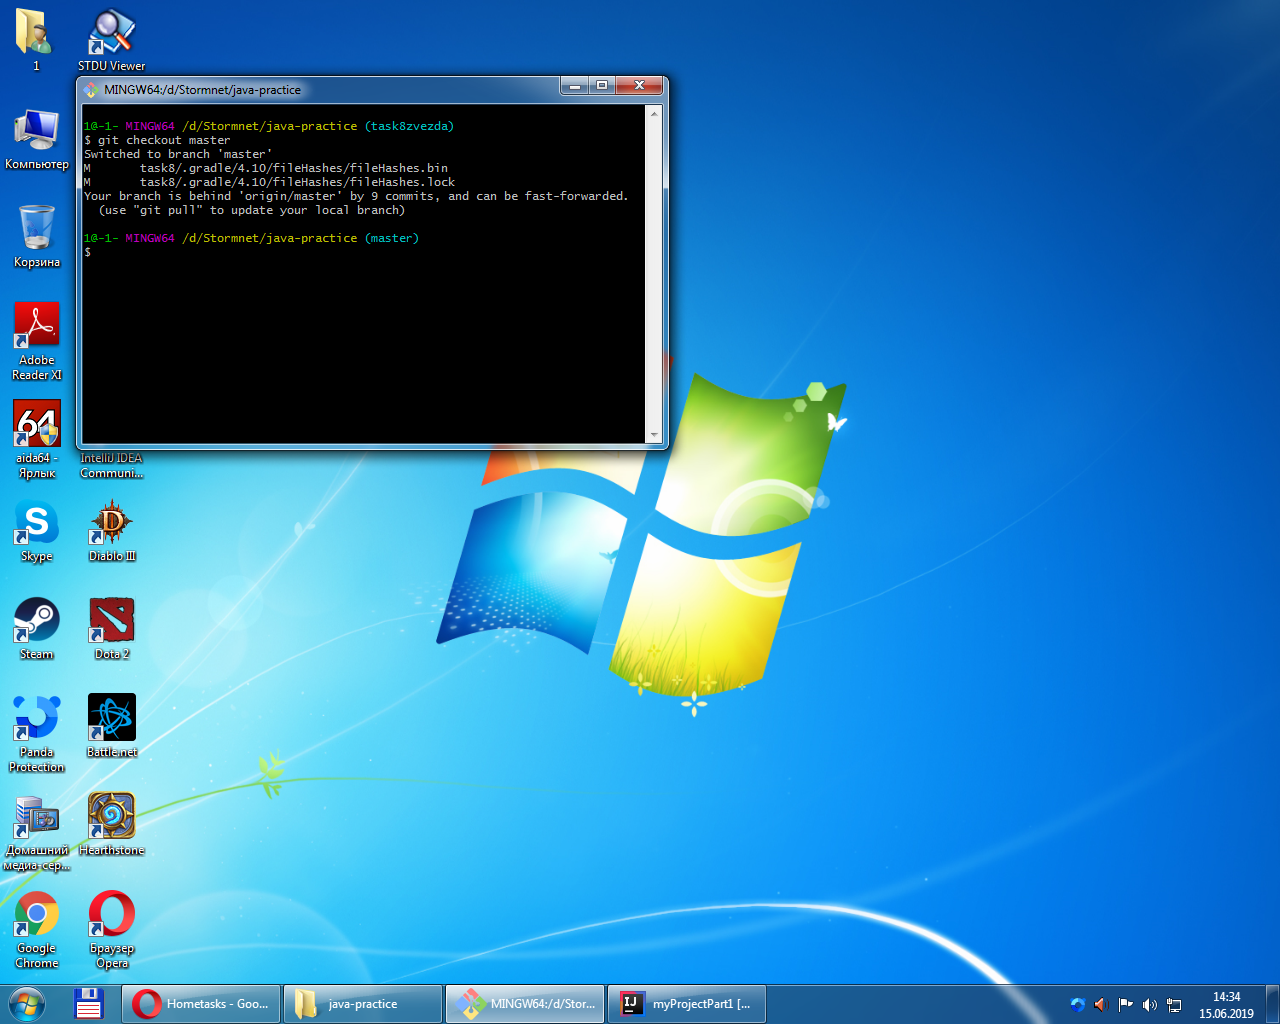 1
STDU Viewer
MINGW64:/d/Stormnet/java-practice
1@-1- MINGW64 /d/Stormnet/java-practice (task8zvezda)
$ git checkout master
Switched to branch 'master'
M       task8/.gradle/4.10/fileHashes/fileHashes.bin
M       task8/.gradle/4.10/fileHashes/fileHashes.lock
Your branch is behind 'origin/master' by 9 commits, and can be fast-forwarded.
  (use "git pull" to update your local branch)
1@-1- MINGW64 /d/Stormnet/java-practice (master)
$
Компьютер
Корзина
Adobe
Reader XI
64
aida64 -
Ярлык
IntelliJ IDEA
Communi...
Skype
Diablo III
Steam
Dota 2
Panda
Protection
Battle.net
Домашний
медиа-сер...
Hearthstone
Google
Chrome
Браузер
Opera
Hometasks - Goo...
java-practice
MINGW64:/d/Stor...
IJ
myProjectPart1 [...
14:34
15.06.2019